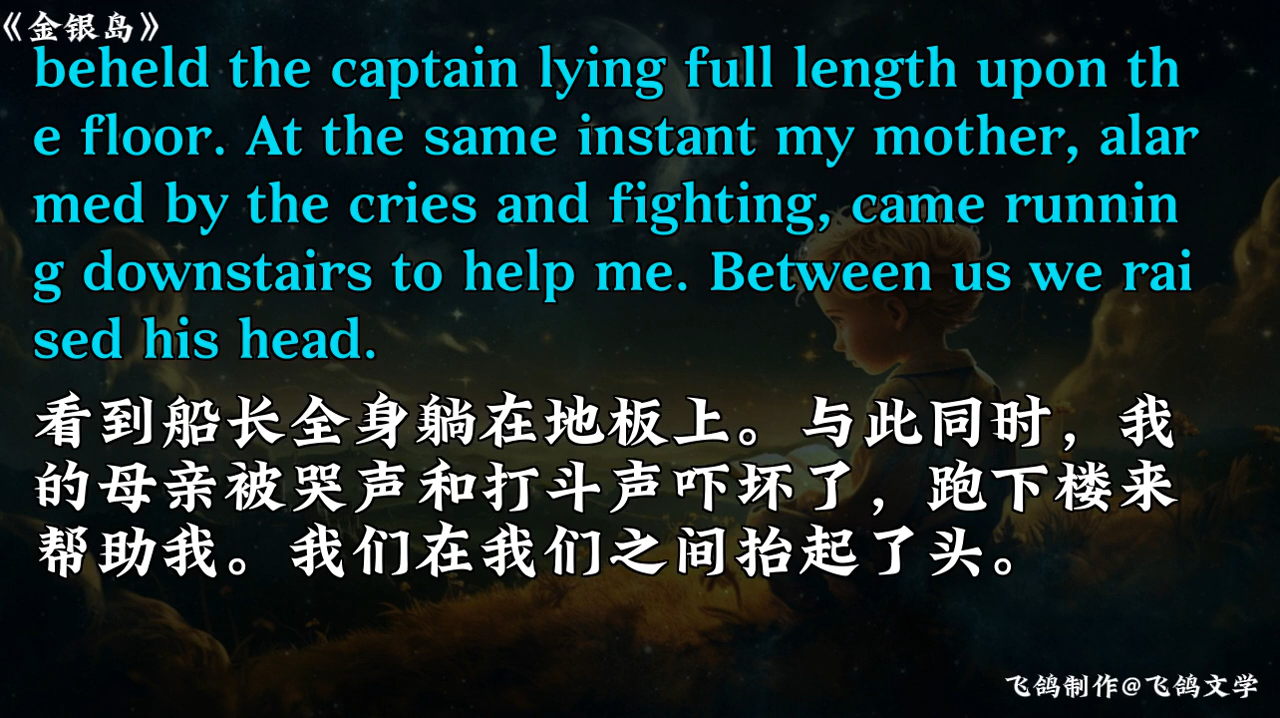 《金银岛》
beheld the captain lying full length upon th
e floor. At the same instant my mother, alar
med by the cries and fighting, came runnin
g downstairs to help me. Between us we rai
sed his head.
看到船长全身躺在地板上。与此同时，我
的母亲被哭声和打斗声吓坏了，跑下楼来
帮助我。我们在我们之间抬起了头。
飞鸽制作@飞鸽文学